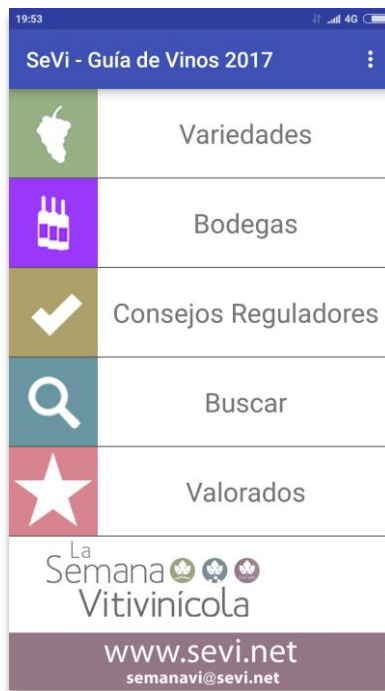 19:53 4G
SeVi - Guía de Vinos 2017
Variedades
Bodegas
Consejos Reguladores
Buscar
Valorados
La
Semana
Vitivinícola
www.sevi.net
semanavi@sevi.net